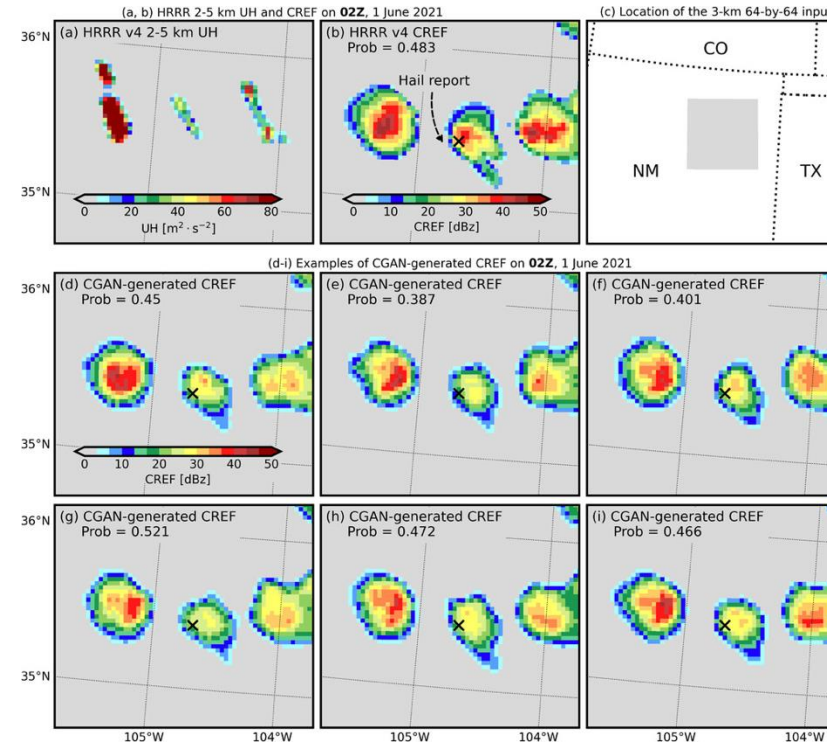 (a, b) HRRR 2-5 km UH and CREF on 02Z, 1 June 2021
(c) Location of the 3-km 64-by-64 input
36°N
(a) HRRR v4 2-5 km UH
(b) HRRR v4 CREF
Prob = 0.483
CO
Hail report
NM
TX
35°N
0 20 40 60 80
UH [m² · s⁻²]
0 10 20 30 40 50
CREF [dBz]
(d-i) Examples of CGAN-generated CREF on 02Z, 1 June 2021
36°N
(d) CGAN-generated CREF
Prob = 0.45
(e) CGAN-generated CREF
Prob = 0.387
(f) CGAN-generated CREF
Prob = 0.401
35°N
0 10 20 30 40 50
CREF [dBz]
36°N
(g) CGAN-generated CREF
Prob = 0.521
(h) CGAN-generated CREF
Prob = 0.472
(i) CGAN-generated CREF
Prob = 0.466
35°N
105°W 104°W 105°W 104°W 105°W 104°W